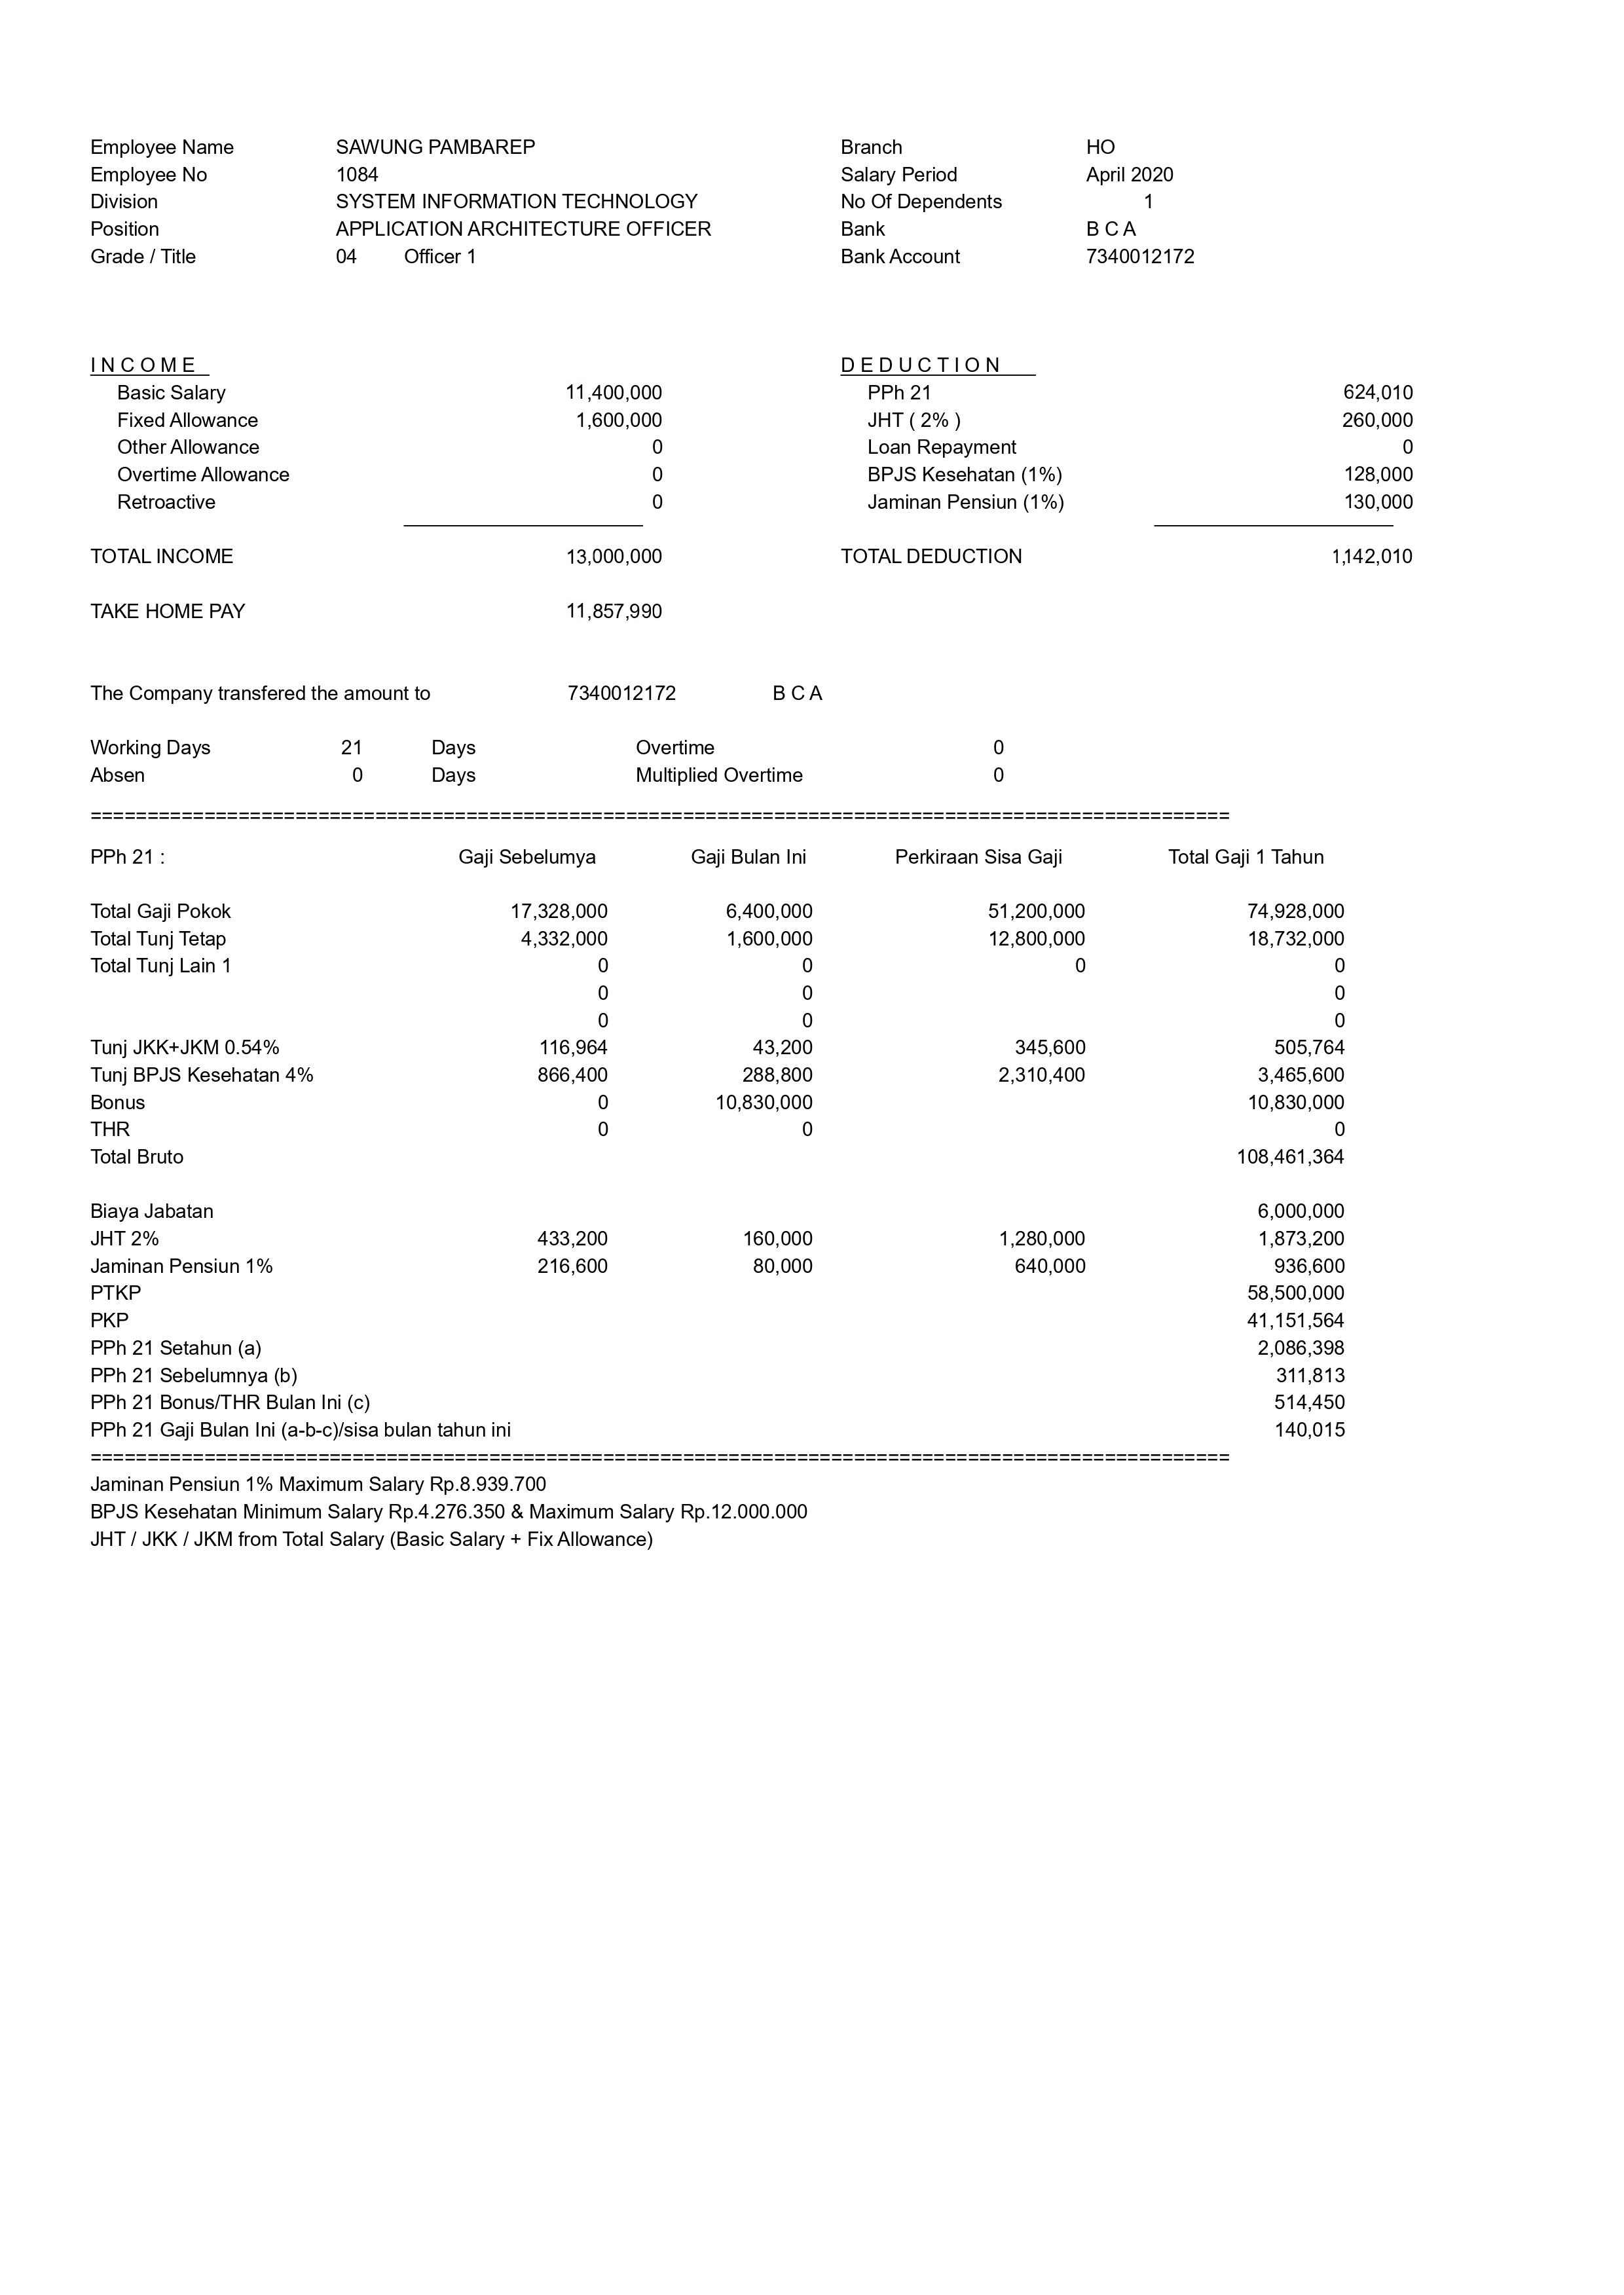 Employee Name SAWUNG PAMBAREP Branch HO
Employee No 1084 Salary Period April 2020
Division SYSTEM INFORMATION TECHNOLOGY No Of Dependents 1
Position APPLICATION ARCHITECTURE OFFICER Bank B C A
Grade / Title 04 Officer 1 Bank Account 7340012172
I N C O M E D E D U C T I O N
Basic Salary 11,400,000 PPh 21 624,010
Fixed Allowance 1,600,000 JHT ( 2% ) 260,000
Other Allowance 0 Loan Repayment 0
Overtime Allowance 0 BPJS Kesehatan (1%) 128,000
Retroactive 0 Jaminan Pensiun (1%) 130,000
TOTAL INCOME 13,000,000 TOTAL DEDUCTION 1,142,010
TAKE HOME PAY 11,857,990
The Company transfered the amount to 7340012172 B C A
Working Days 21 Days Overtime 0
Absen 0 Days Multiplied Overtime 0
====================================================================================================
PPh 21 : Gaji Sebelumya Gaji Bulan Ini Perkiraan Sisa Gaji Total Gaji 1 Tahun
Total Gaji Pokok 17,328,000 6,400,000 51,200,000 74,928,000
Total Tunj Tetap 4,332,000 1,600,000 12,800,000 18,732,000
Total Tunj Lain 1 0 0 0 0
0 0 0
0 0 0
Tunj JKK+JKM 0.54% 116,964 43,200 345,600 505,764
Tunj BPJS Kesehatan 4% 866,400 288,800 2,310,400 3,465,600
Bonus 0 10,830,000 10,830,000
THR 0 0 0
Total Bruto 108,461,364
Biaya Jabatan 6,000,000
JHT 2% 433,200 160,000 1,280,000 1,873,200
Jaminan Pensiun 1% 216,600 80,000 640,000 936,600
PTKP 58,500,000
PKP 41,151,564
PPh 21 Setahun (a) 2,086,398
PPh 21 Sebelumnya (b) 311,813
PPh 21 Bonus/THR Bulan Ini (c) 514,450
PPh 21 Gaji Bulan Ini (a-b-c)/sisa bulan tahun ini 140,015
====================================================================================================
Jaminan Pensiun 1% Maximum Salary Rp.8.939.700
BPJS Kesehatan Minimum Salary Rp.4.276.350 & Maximum Salary Rp.12.000.000
JHT / JKK / JKM from Total Salary (Basic Salary + Fix Allowance)